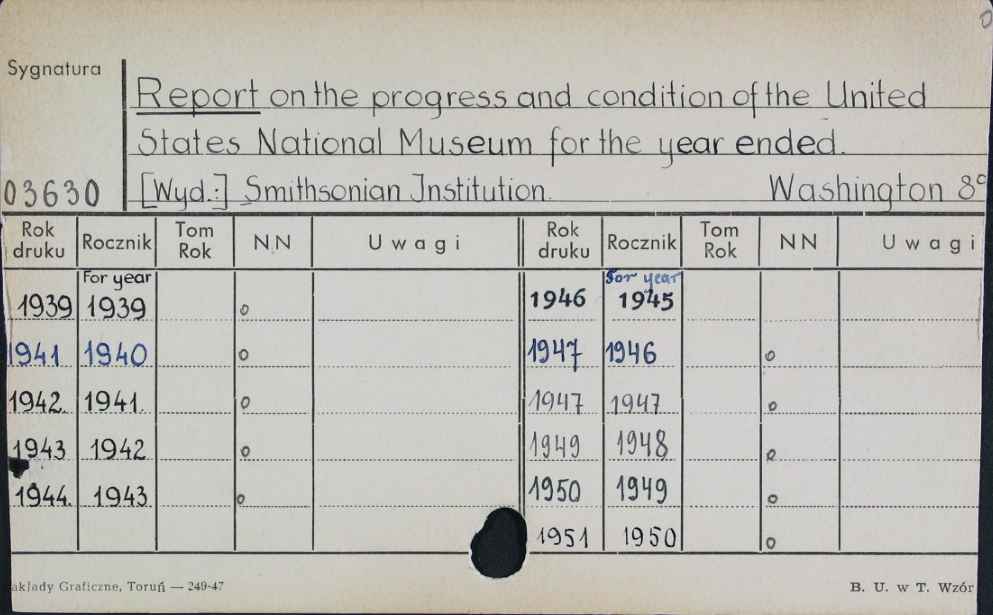 Sygnatura
Report on the progress and condition of the United
States National Museum for the year ended.
03630 [Wyd.:] Smithsonian Institution. Washington 8°
Rok druku Rocznik Tom Rok NN Uwagi Rok druku Rocznik Tom Rok NN Uwagi
For year For year
1939 1939 o 1946 1945
1941 1940 o 1947 1946 o
1942. 1941. o 1947 1947 o
1943 1942 o 1949 1948 o
1944. 1943 o 1950 1949 o
1951 1950 o
akłady Graficzne, Toruń — 249-47 B. U. w T. Wzór